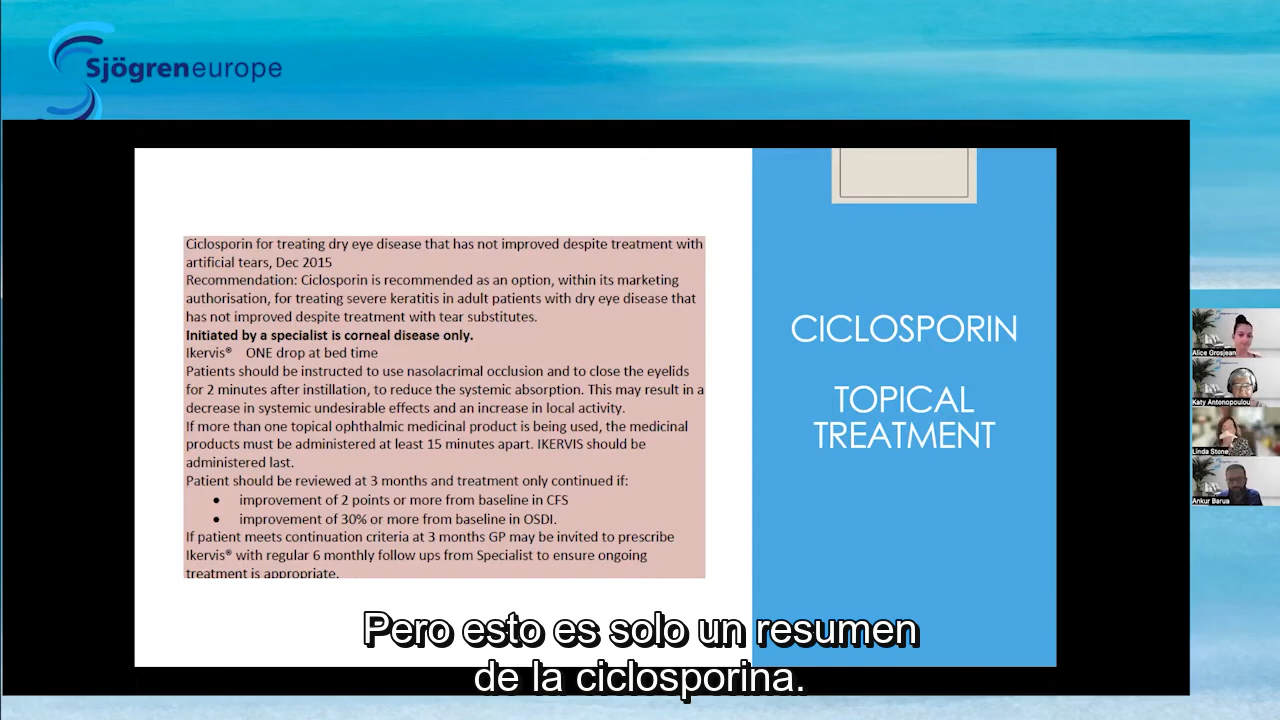 Sjögreneurope
Ciclosporin for treating dry eye disease that has not improved despite treatment with
artificial tears, Dec 2015
Recommendation: Ciclosporin is recommended as an option, within its marketing
authorisation, for treating severe keratitis in adult patients with dry eye disease that
has not improved despite treatment with tear substitutes.
Initiated by a specialist is corneal disease only.
Ikervis® ONE drop at bed time
Patients should be instructed to use nasolacrimal occlusion and to close the eyelids
for 2 minutes after instillation, to reduce the systemic absorption. This may result in a
decrease in systemic undesirable effects and an increase in local activity.
If more than one topical ophthalmic medicinal product is being used, the medicinal
products must be administered at least 15 minutes apart. IKERVIS should be
administered last.
Patient should be reviewed at 3 months and treatment only continued if:
• improvement of 2 points or more from baseline in CFS
• improvement of 30% or more from baseline in OSDI.
If patient meets continuation criteria at 3 months GP may be invited to prescribe
Ikervis® with regular 6 monthly follow ups from Specialist to ensure ongoing
treatment is appropriate.
CICLOSPORIN
TOPICAL
TREATMENT
Alice Grosjean
Katy Antonopoulou
Linda Stone
Ankur Barua
Pero esto es solo un resumen
de la ciclosporina.